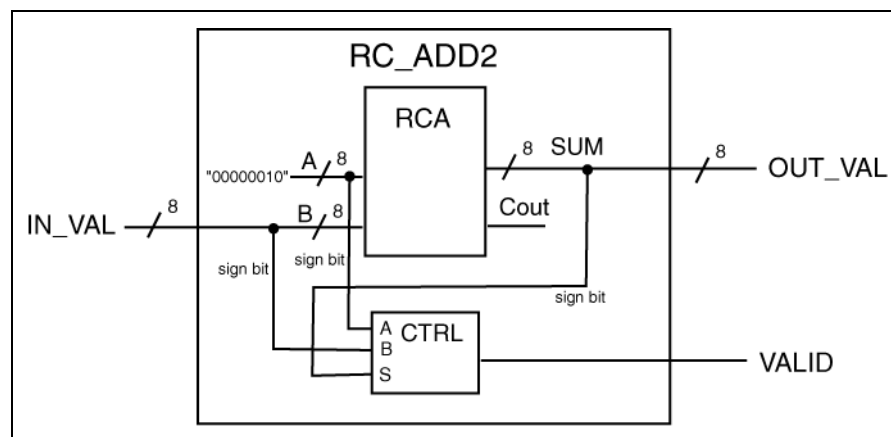 RC_ADD2
RCA
8
SUM
8
OUT_VAL
"00000010"
A
8
Cout
IN_VAL
8
B
8
sign bit
sign bit
sign bit
A
CTRL
B
S
VALID